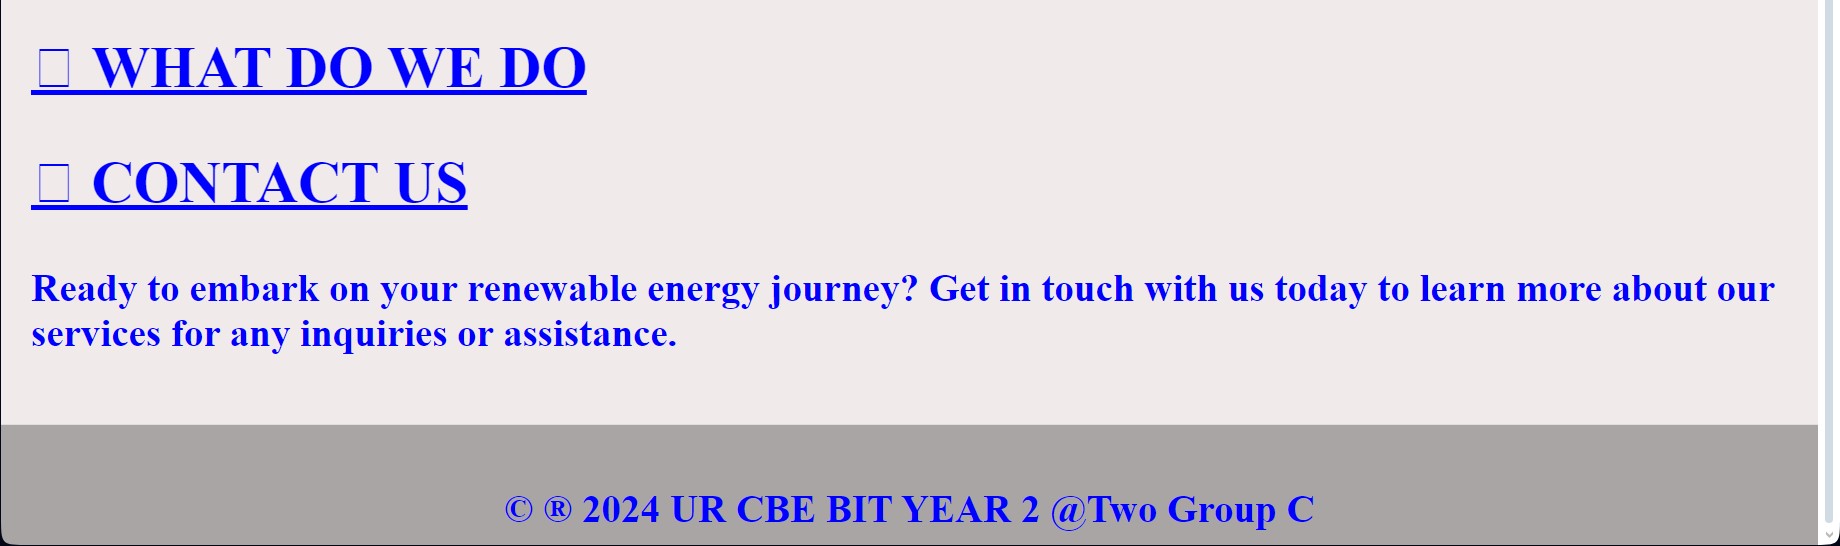 WHAT DO WE DO
CONTACT US
Ready to embark on your renewable energy journey? Get in touch with us today to learn more about our
services for any inquiries or assistance.
© ® 2024 UR CBE BIT YEAR 2 @Two Group C